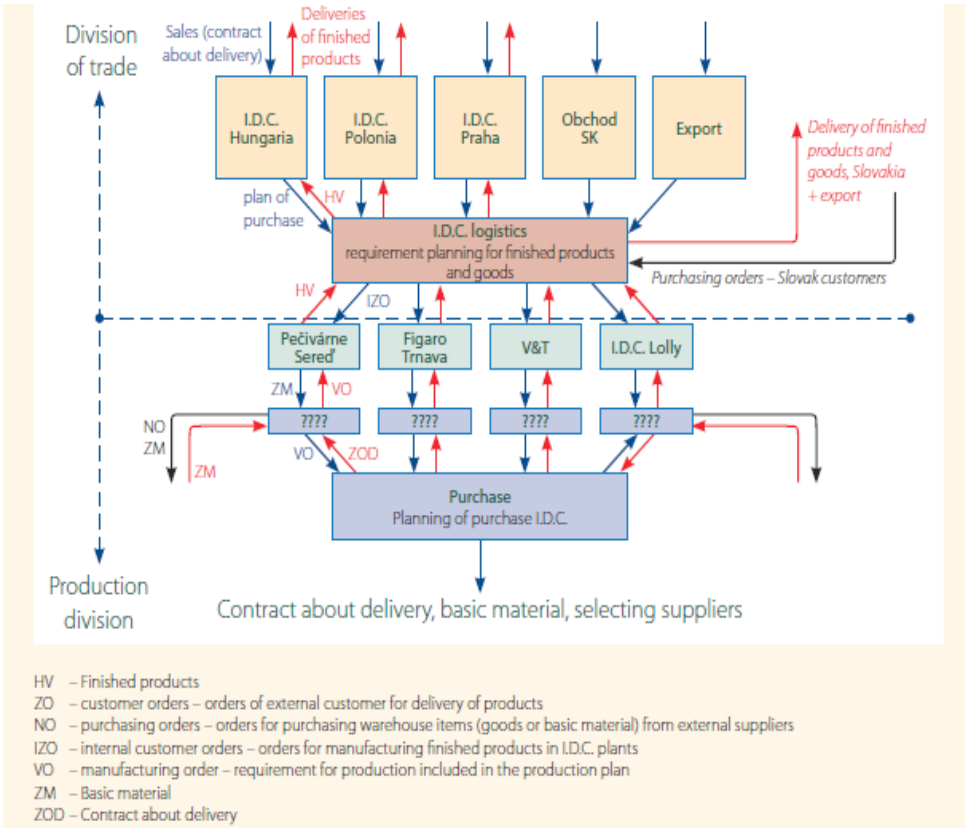 Division
of trade
Sales (contract
about delivery)
Deliveries
of finished
products
I.D.C.
Hungaria
I.D.C.
Polonia
I.D.C.
Praha
Obchod
SK
Export
Delivery of finished
products and
goods, Slovakia
+ export
plan of
purchase
HV
I.D.C. logistics
requirement planning for finished products
and goods
Purchasing orders – Slovak customers
HV
IZO
Pečivárne
Sereď
Figaro
Trnava
V&T
I.D.C. Lolly
ZM
VO
NO
ZM
ZM
????
????
????
????
VO
ZOD
Purchase
Planning of purchase I.D.C.
Production
division
Contract about delivery, basic material, selecting suppliers
HV – Finished products
ZO – customer orders – orders of external customer for delivery of products
NO – purchasing orders – orders for purchasing warehouse items (goods or basic material) from external suppliers
IZO – internal customer orders – orders for manufacturing finished products in I.D.C. plants
VO – manufacturing order – requirement for production included in the production plan
ZM – Basic material
ZOD – Contract about delivery